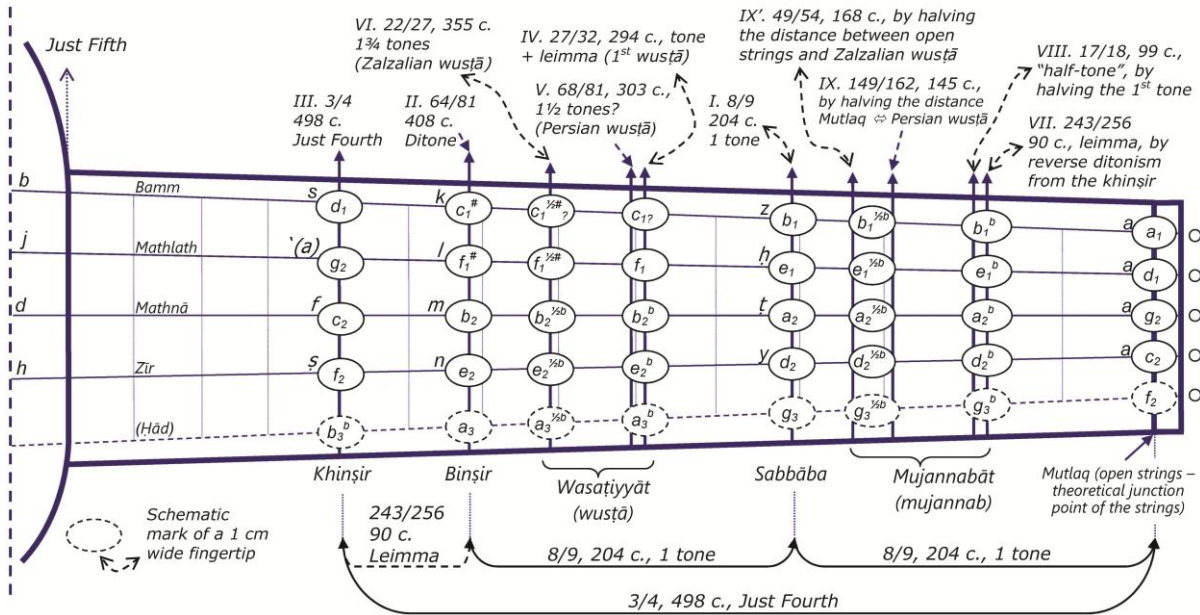 Just Fifth
VI. 22/27, 355 c.
1¾ tones
(Zalzalian wusṭā)
IV. 27/32, 294 c., tone
+ leimma (1st wusṭā)
V. 68/81, 303 c.,
1½ tones?
(Persian wusṭā)
IX'. 49/54, 168 c., by halving
the distance between open
strings and Zalzalian wusṭā
IX. 149/162, 145 c.,
by halving the distance
Mutlaq ⇔ Persian wusṭā
VIII. 17/18, 99 c.,
"half-tone", by
halving the 1st tone
III. 3/4
498 c.
Just Fourth
II. 64/81
408 c.
Ditone
I. 8/9
204 c.
1 tone
VII. 243/256
90 c., leimma, by
reverse ditonism
from the khinṣir
b Bamm s d₁ k c₁# c₁½#? c₁? z b₁ b₁½b b₁b a a₁
j Mathlath `(a) g₂ l f₁# f₁½# f₁ ḥ e₁ e₁½b e₁b a d₁
d Mathnā f c₂ m b₂ b₂½b b₂b ṭ a₂ a₂½b a₂b a g₂
h Zīr ṣ f₂ n e₂ e₂½b e₂b y d₂ d₂½b d₂b a c₂
(Hād) b₃b a₃ a₃½b a₃b g₃ g₃½b g₃b f₂
Khinṣir
Binṣir
Wasaṭiyyāt
(wusṭā)
Sabbāba
Mujannabāt
(mujannab)
Mutlaq (open strings –
theoretical junction
point of the strings)
Schematic
mark of a 1 cm
wide fingertip
243/256
90 c.
Leimma
8/9, 204 c., 1 tone
8/9, 204 c., 1 tone
3/4, 498 c., Just Fourth